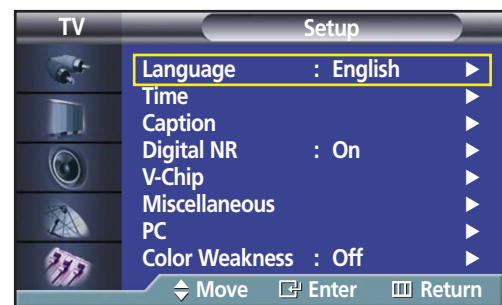 TV Setup
Language : English
Time
Caption
Digital NR : On
V-Chip
Miscellaneous
PC
Color Weakness : Off
Move Enter Return